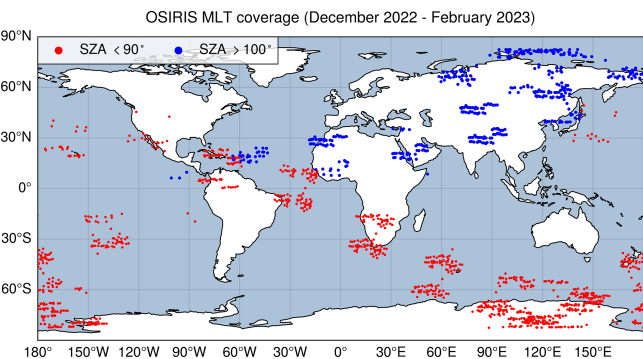 OSIRIS MLT coverage (December 2022 - February 2023)
90°N
SZA < 90°
SZA > 100°
60°N
30°N
0°
30°S
60°S
180
150°W
120°W
90°W
60°W
30°W
0°
30°E
60°E
90°E
120°E
150°E